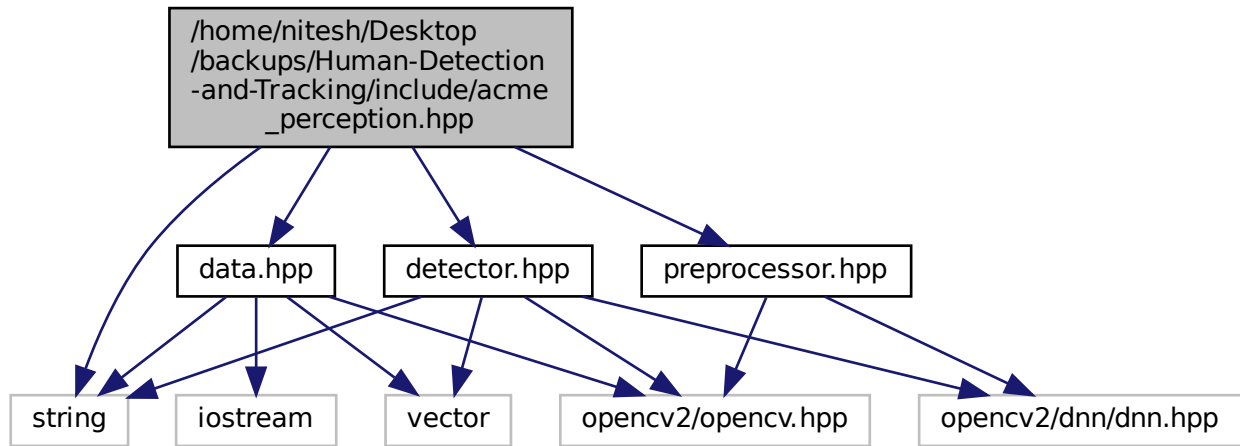 /home/nitesh/Desktop
/backups/Human-Detection
-and-Tracking/include/acme
_perception.hpp
data.hpp
detector.hpp
preprocessor.hpp
string
iostream
vector
opencv2/opencv.hpp
opencv2/dnn/dnn.hpp